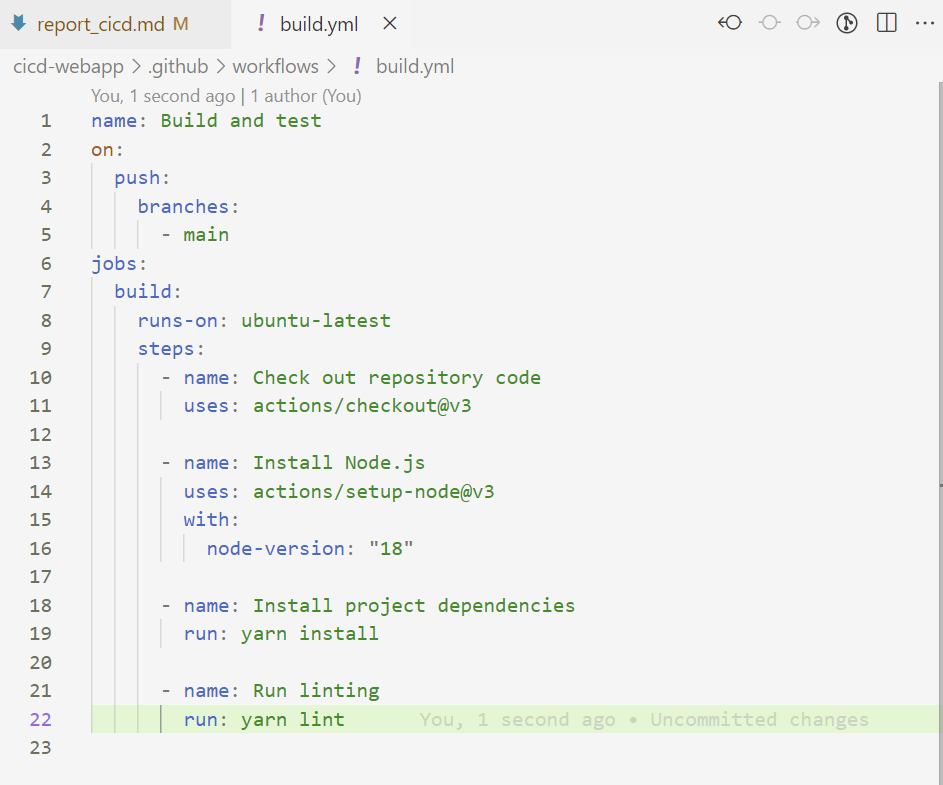 report_cicd.md M
! build.yml
cicd-webapp > .github > workflows > ! build.yml
You, 1 second ago | 1 author (You)
1 name: Build and test
2 on:
3   push:
4     branches:
5       - main
6 jobs:
7   build:
8     runs-on: ubuntu-latest
9     steps:
10       - name: Check out repository code
11         uses: actions/checkout@v3
12
13       - name: Install Node.js
14         uses: actions/setup-node@v3
15         with:
16           node-version: "18"
17
18       - name: Install project dependencies
19         run: yarn install
20
21       - name: Run linting
22         run: yarn lint You, 1 second ago • Uncommitted changes
23